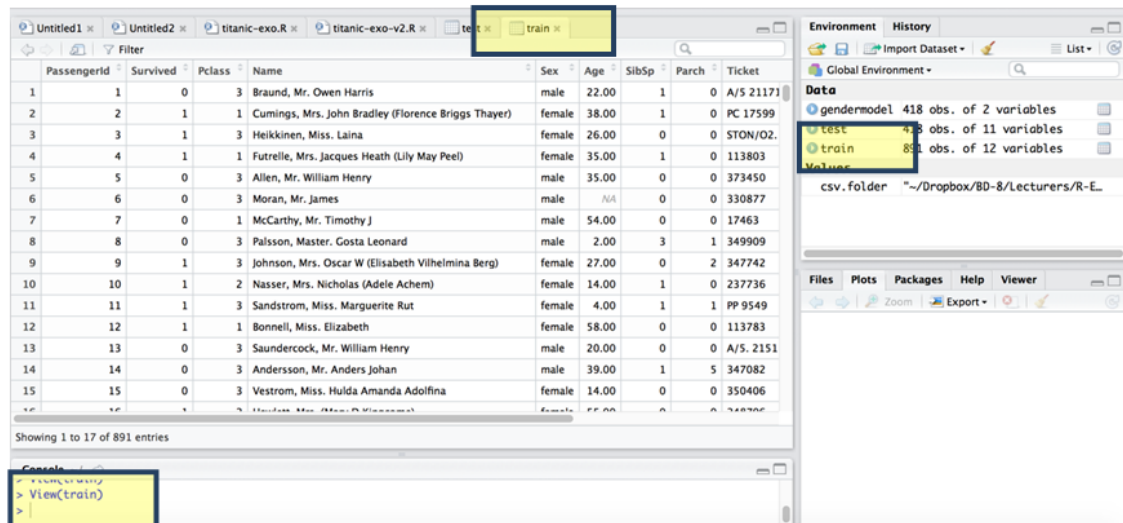 Untitled1 × Untitled2 × titanic-exo.R × titanic-exo-v2.R × test × train ×
Filter
PassengerId Survived Pclass Name Sex Age SibSp Parch Ticket
1 1 0 3 Braund, Mr. Owen Harris male 22.00 1 0 A/5 21171
2 2 1 1 Cumings, Mrs. John Bradley (Florence Briggs Thayer) female 38.00 1 0 PC 17599
3 3 1 3 Heikkinen, Miss. Laina female 26.00 0 0 STON/O2.
4 4 1 1 Futrelle, Mrs. Jacques Heath (Lily May Peel) female 35.00 1 0 113803
5 5 0 3 Allen, Mr. William Henry male 35.00 0 0 373450
6 6 0 3 Moran, Mr. James male NA 0 0 330877
7 7 0 1 McCarthy, Mr. Timothy J male 54.00 0 0 17463
8 8 0 3 Palsson, Master. Gosta Leonard male 2.00 3 1 349909
9 9 1 3 Johnson, Mrs. Oscar W (Elisabeth Vilhelmina Berg) female 27.00 0 2 347742
10 10 1 2 Nasser, Mrs. Nicholas (Adele Achem) female 14.00 1 0 237736
11 11 1 3 Sandstrom, Miss. Marguerite Rut female 4.00 1 1 PP 9549
12 12 1 1 Bonnell, Miss. Elizabeth female 58.00 0 0 113783
13 13 0 3 Saundercock, Mr. William Henry male 20.00 0 0 A/5. 2151
14 14 0 3 Andersson, Mr. Anders Johan male 39.00 1 5 347082
15 15 0 3 Vestrom, Miss. Hulda Amanda Adolfina female 14.00 0 0 350406
Showing 1 to 17 of 891 entries
Console
> View(train)
> View(train)
>
Environment History
Import Dataset List
Global Environment
Data
gendermodel 418 obs. of 2 variables
test 418 obs. of 11 variables
train 891 obs. of 12 variables
Values
csv.folder "~/Dropbox/BD-8/Lecturers/R-E…
Files Plots Packages Help Viewer
Zoom Export